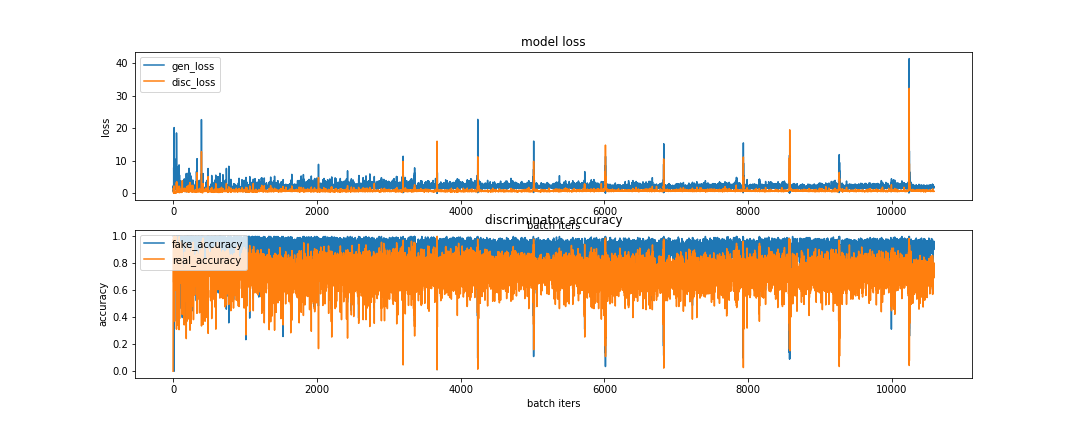 model loss
gen_loss
disc_loss
loss
40
30
20
10
0
0 2000 4000 6000 8000 10000
batch iters
discriminator accuracy
fake_accuracy
real_accuracy
accuracy
1.0
0.8
0.6
0.4
0.2
0.0
0 2000 4000 6000 8000 10000
batch iters